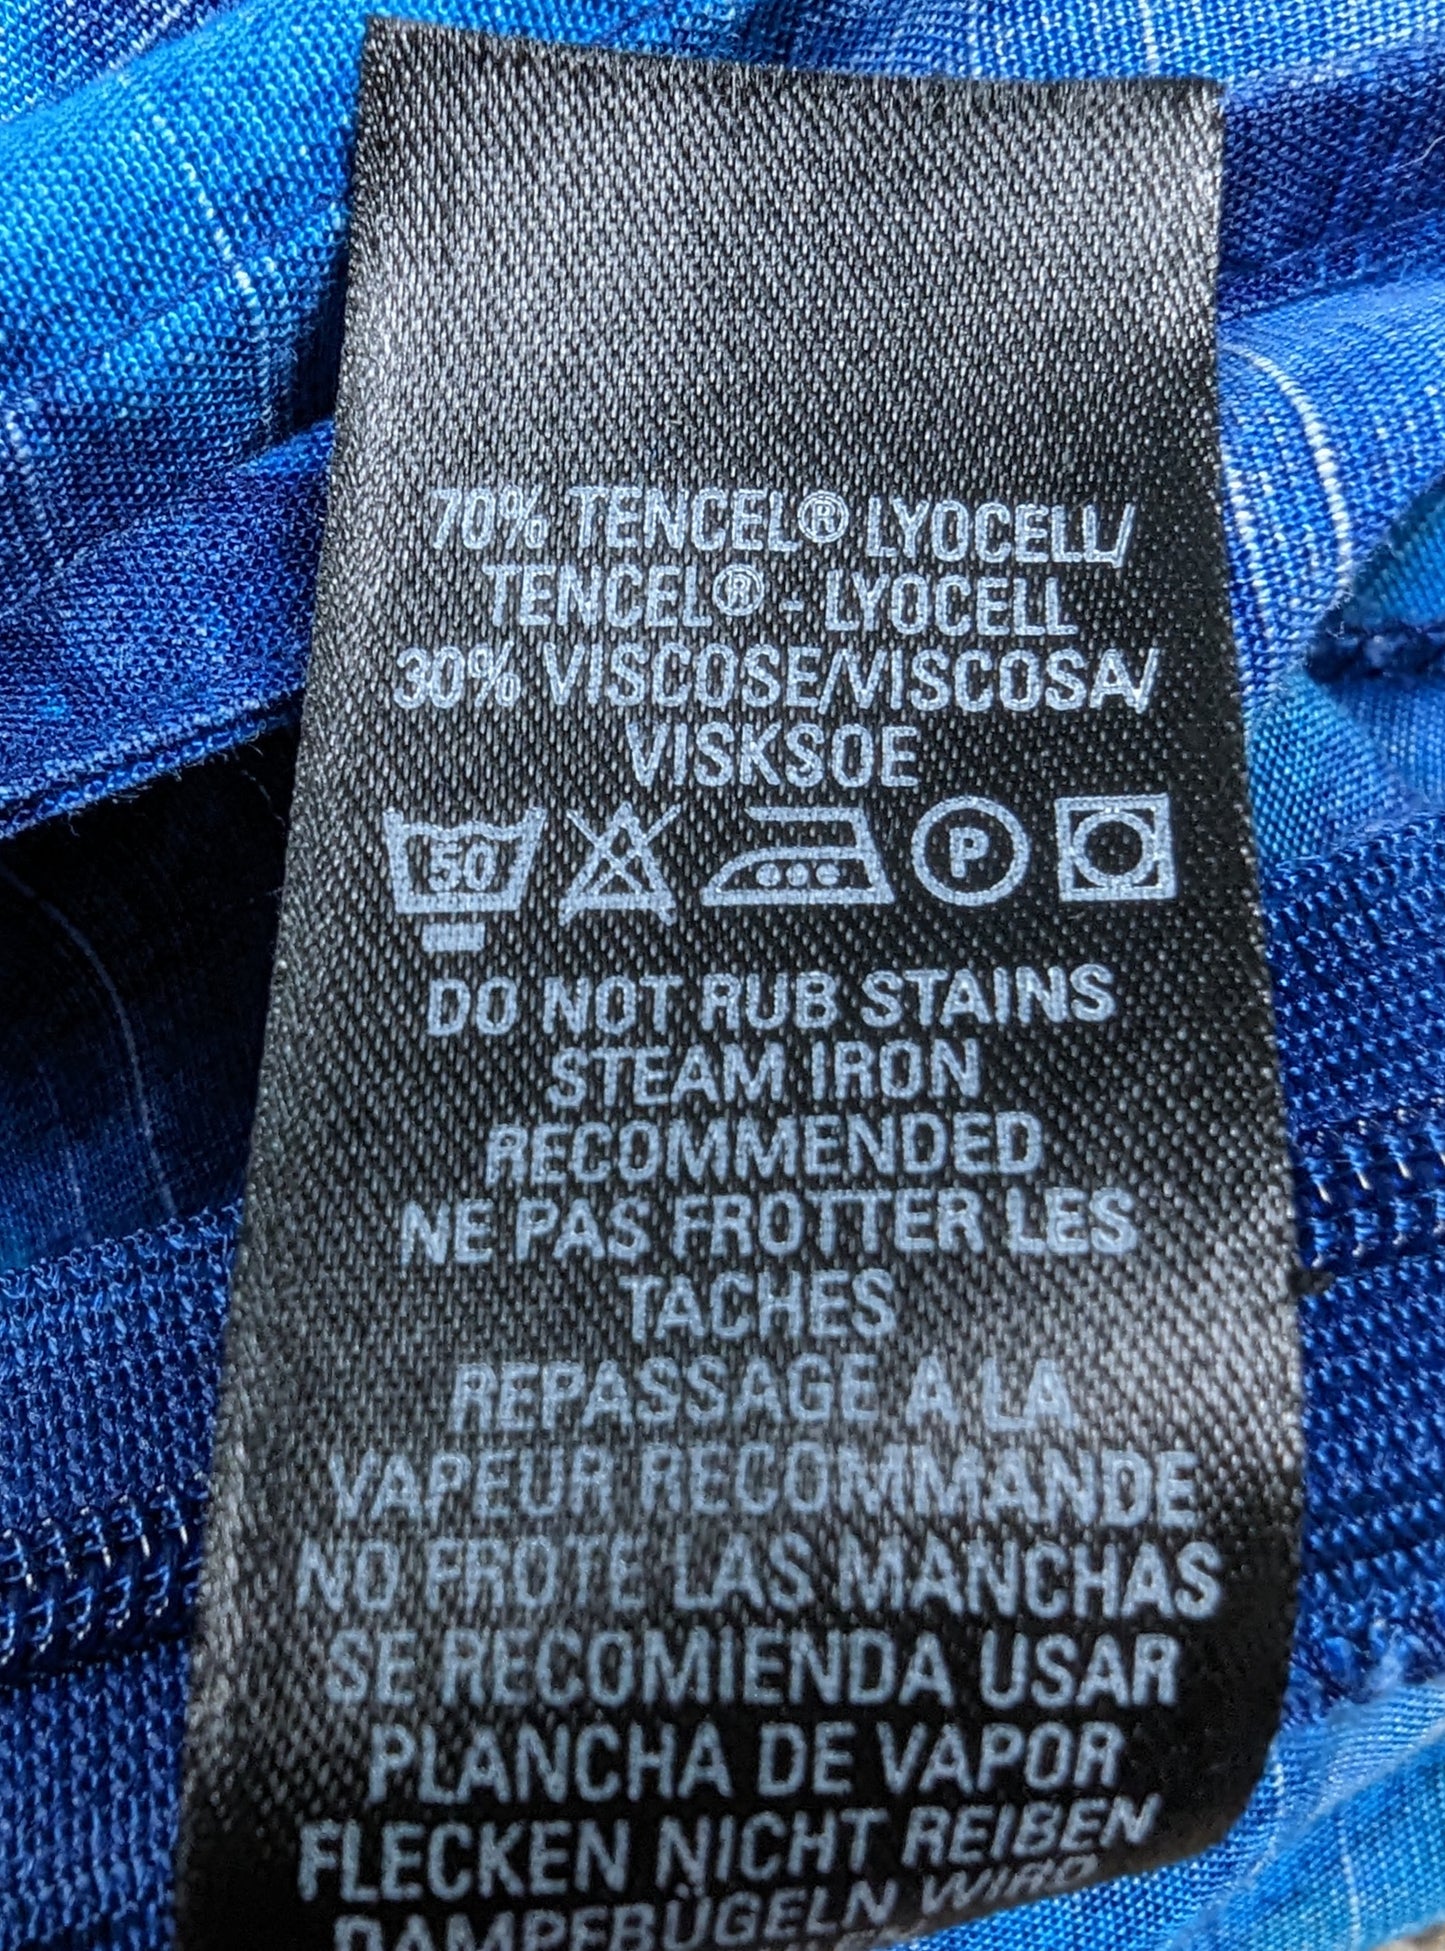 70% TENCEL® LYOCELL/
TENCEL® - LYOCELL
30% VISCOSE/VISCOSA/
VISKSOE
50 P
DO NOT RUB STAINS
STEAM IRON
RECOMMENDED
NE PAS FROTTER LES
TACHES
REPASSAGE A LA
VAPEUR RECOMMANDE
NO FROTE LAS MANCHAS
SE RECOMIENDA USAR
PLANCHA DE VAPOR
FLECKEN NICHT REIBEN
DAMPFBÜGELN WIRD